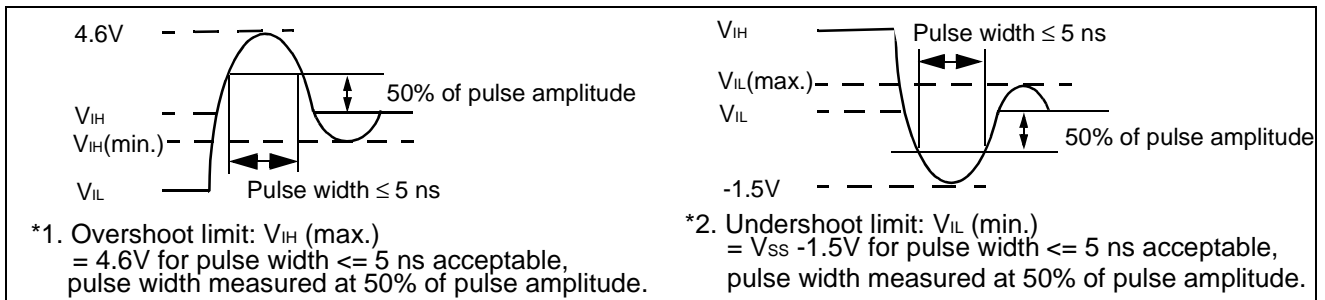 4.6V
50% of pulse amplitude
VIH
VIH(min.)
VIL
Pulse width ≤ 5 ns
*1. Overshoot limit: VIH (max.)
= 4.6V for pulse width <= 5 ns acceptable,
pulse width measured at 50% of pulse amplitude.
VIH
Pulse width ≤ 5 ns
VIL(max.)
VIL
50% of pulse amplitude
-1.5V
*2. Undershoot limit: VIL (min.)
= VSS -1.5V for pulse width <= 5 ns acceptable,
pulse width measured at 50% of pulse amplitude.